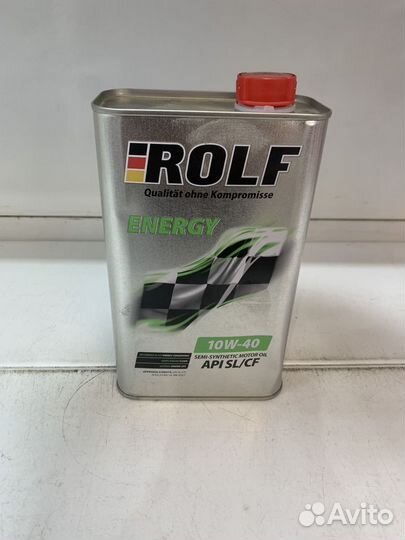 ROLF
Qualität ohne Kompromisse
ENERGY
10W-40
SEMI-SYNTHETIC MOTOR OIL
API SL/CF
Avito